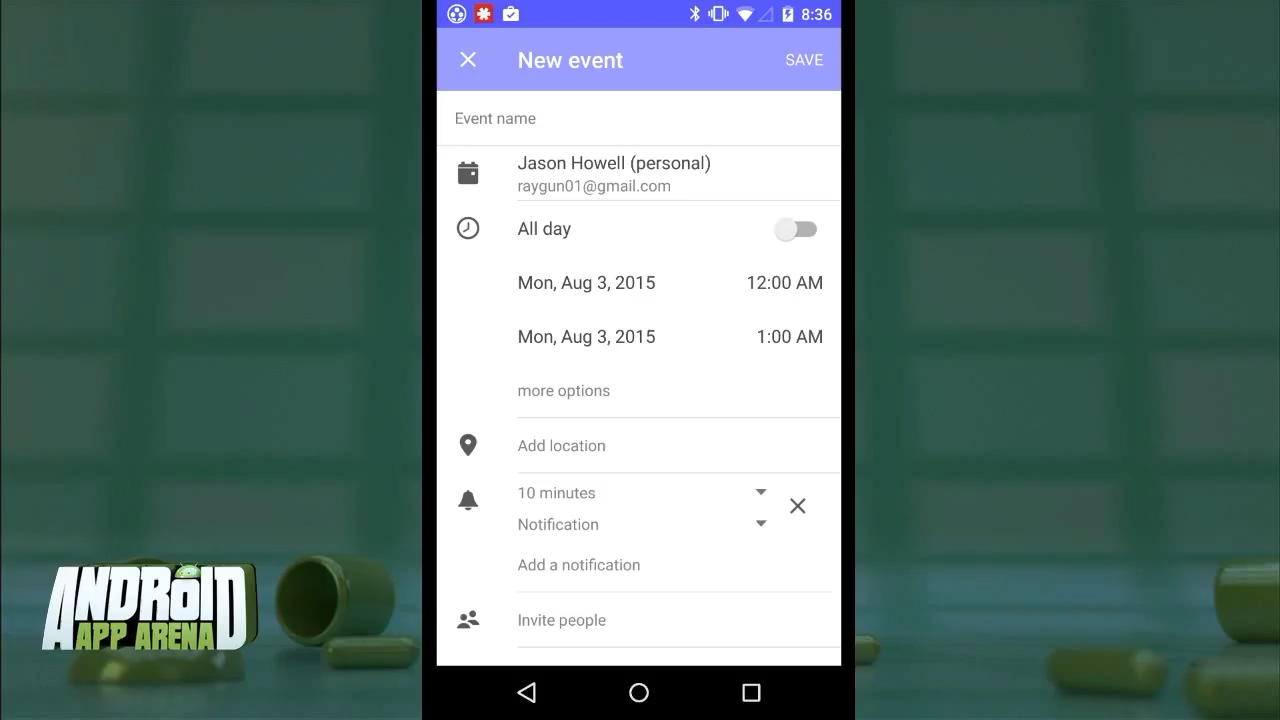 8:36
New event
SAVE
Event name
Jason Howell (personal)
raygun01@gmail.com
All day
Mon, Aug 3, 2015 12:00 AM
Mon, Aug 3, 2015 1:00 AM
more options
Add location
10 minutes
Notification
Add a notification
Invite people
ANDROID
APP ARENA